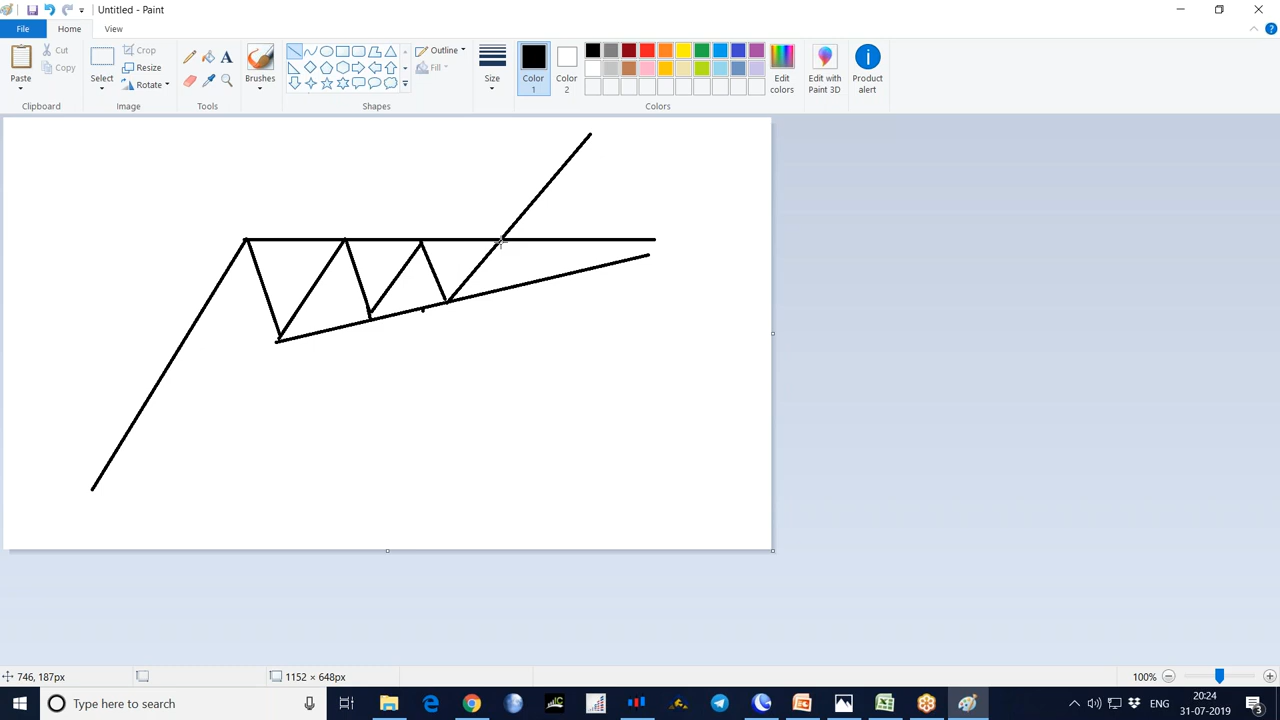 Untitled - Paint
File Home View
Paste
Cut
Copy
Clipboard
Select
Crop
Resize
Rotate
Image
Tools
Brushes
Outline
Fill
Shapes
Size
Color 1
Color 2
Edit colors
Colors
Edit with Paint 3D
Product alert
746, 187px
1152 × 648px
100%
Type here to search
ENG
20:24
31-07-2019
3